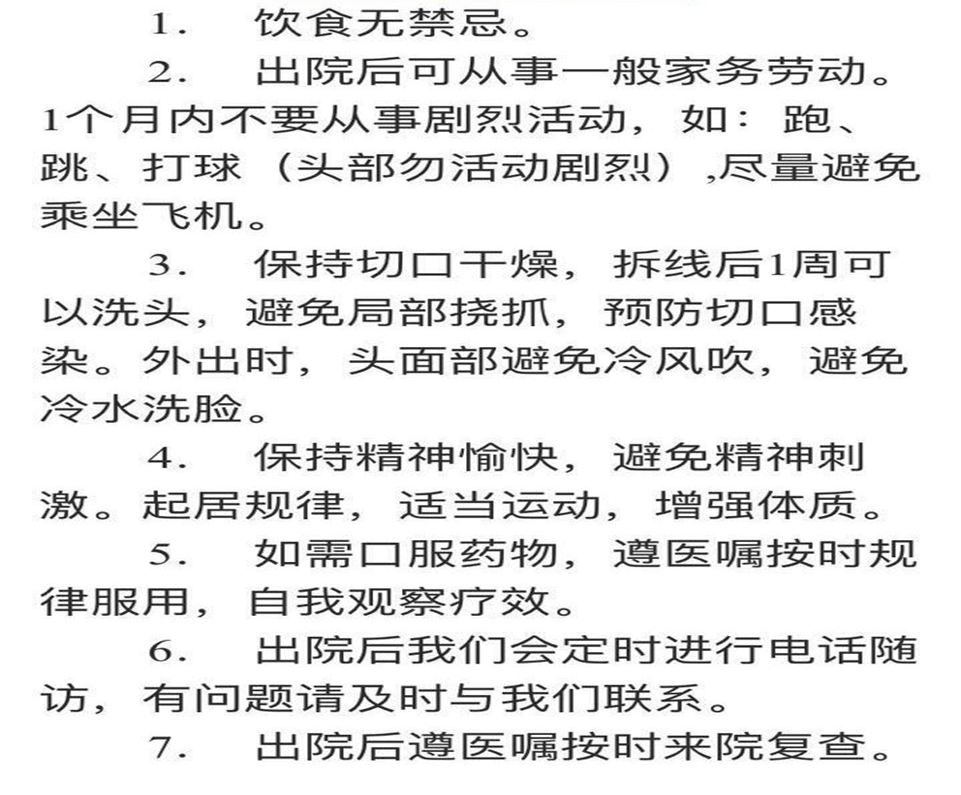 1. 饮食无禁忌。
2. 出院后可从事一般家务劳动。
1个月内不要从事剧烈活动，如：跑、
跳、打球（头部勿活动剧烈）,尽量避免
乘坐飞机。
3. 保持切口干燥，拆线后1周可
以洗头，避免局部挠抓，预防切口感
染。外出时，头面部避免冷风吹，避免
冷水洗脸。
4. 保持精神愉快，避免精神刺
激。起居规律，适当运动，增强体质。
5. 如需口服药物，遵医嘱按时规
律服用，自我观察疗效。
6. 出院后我们会定时进行电话随
访，有问题请及时与我们联系。
7. 出院后遵医嘱按时来院复查。